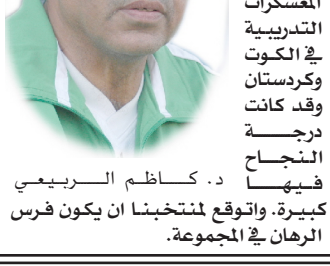 المعسكرات
التدريبية
في الكوت
وكردستان
وقد كانت
درجة
النجاح
فيها
د. كاظم الربيعي
كبيرة. واتوقع لمنتخبنا ان يكون فرس
الرهان في المجموعة.